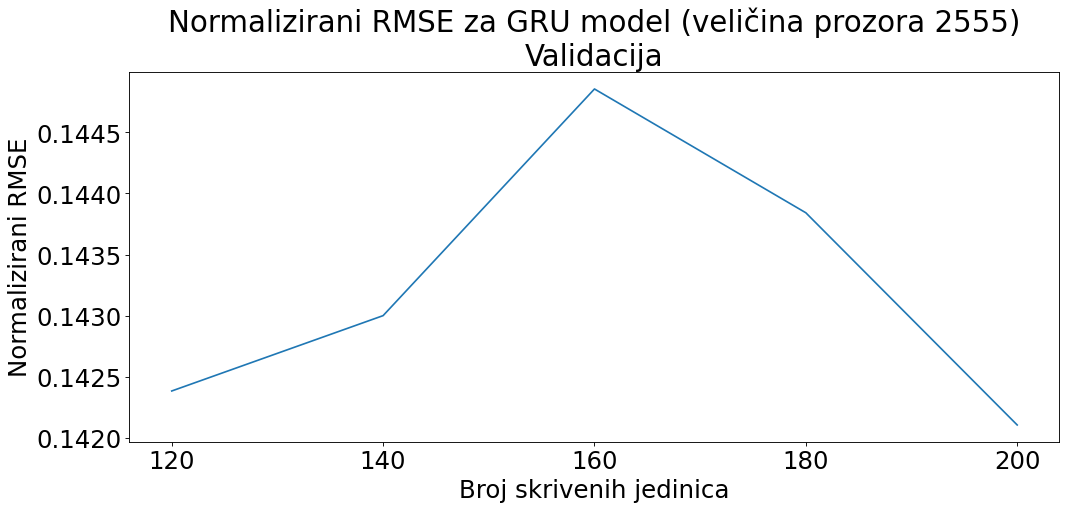 Normalizirani RMSE za GRU model (veličina prozora 2555)
Validacija
Normalizirani RMSE
0.1445
0.1440
0.1435
0.1430
0.1425
0.1420
120 140 160 180 200
Broj skrivenih jedinica